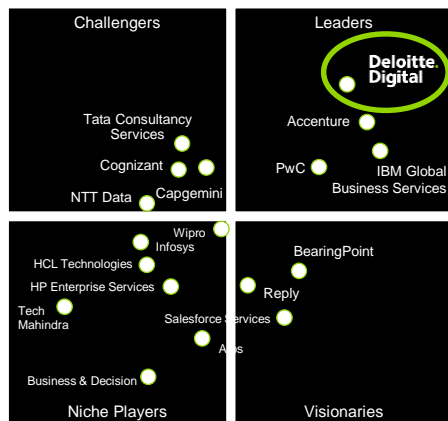 Challengers
Leaders
Deloitte.
Digital
Tata Consultancy
Services
Accenture
Cognizant
PwC
IBM Global
Business Services
Capgemini
NTT Data
Wipro
Infosys
BearingPoint
HCL Technologies
HP Enterprise Services
Reply
Tech
Mahindra
Salesforce Services
Business & Decision
Niche Players
Visionaries